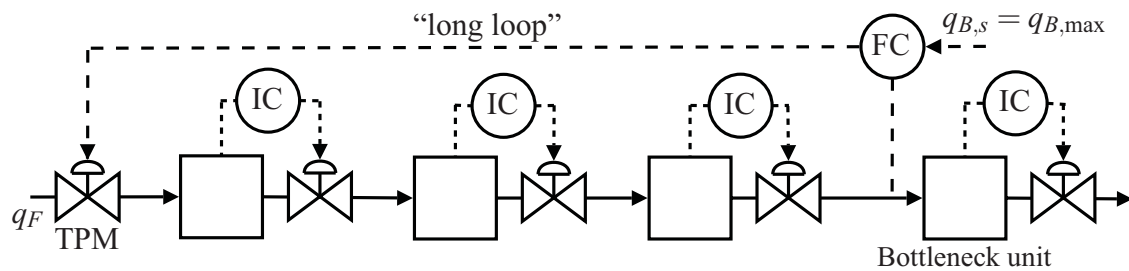 “long loop”
FC
q_{B,s} = q_{B,max}
IC
IC
IC
IC
q_F
TPM
Bottleneck unit